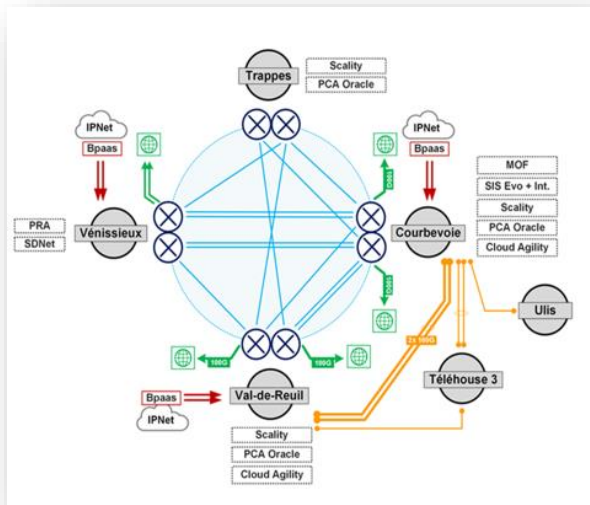 Trappes
Scality
PCA Oracle
IPNet
Bpaas
IPNet
Bpaas
100G
MOF
SIS Evo + Int.
Scality
PCA Oracle
Cloud Agility
PRA
SDNet
Vénissieux
Courbevoie
100G
Ulis
2x 100G
100G
100G
Téléhouse 3
Bpaas
IPNet
Val-de-Reuil
Scality
PCA Oracle
Cloud Agility